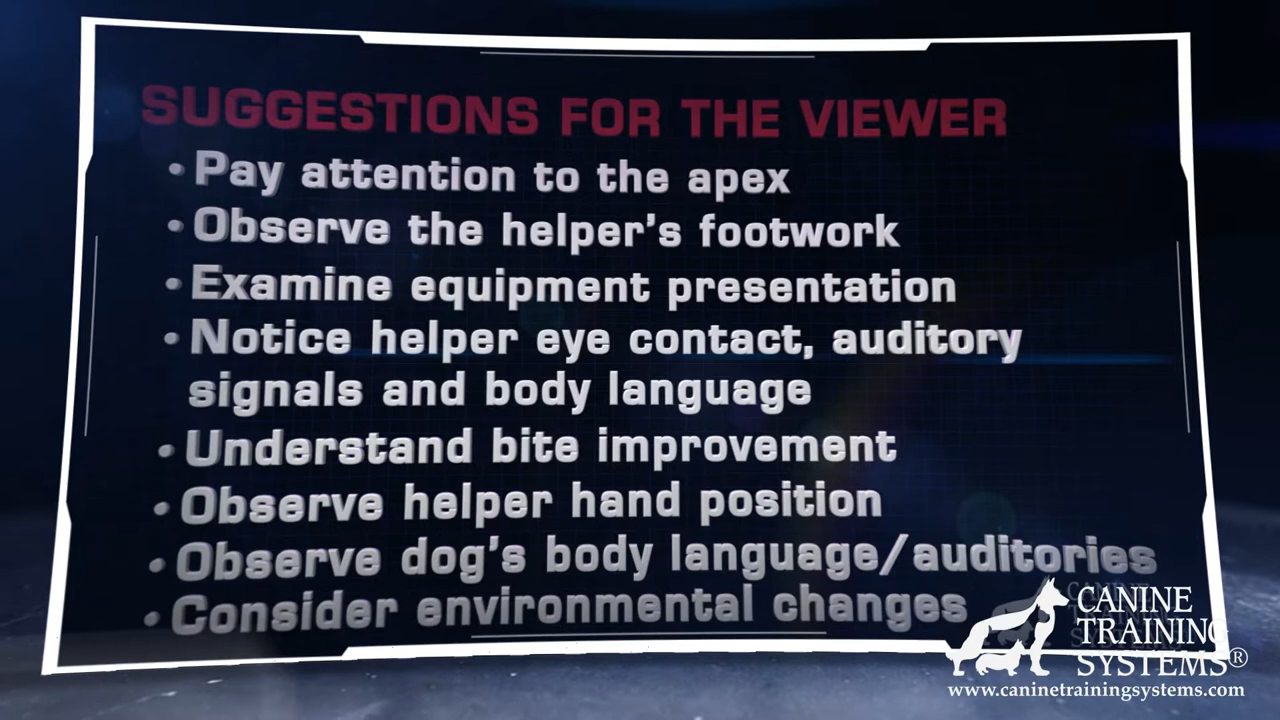 SUGGESTIONS FOR THE VIEWER
• Pay attention to the apex
• Observe the helper's footwork
• Examine equipment presentation
• Notice helper eye contact, auditory
signals and body language
• Understand bite improvement
• Observe helper hand position
• Observe dog's body language/auditories
• Consider environmental changes
CANINE
TRAINING
SYSTEMS®
www.caninetrainingsystems.com